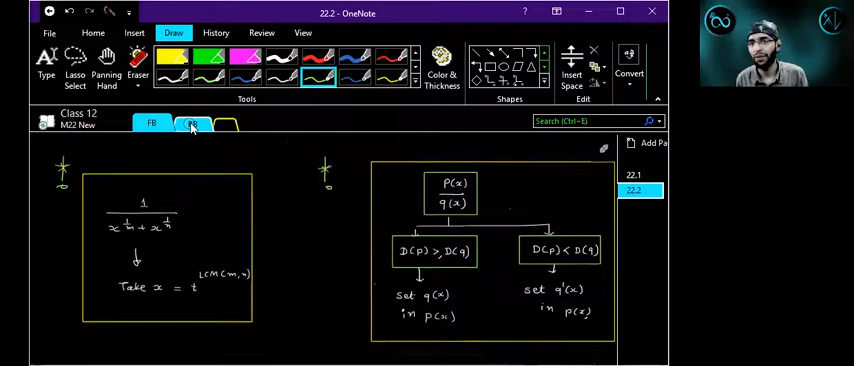 22.2 - OneNote
File
Home
Insert
Draw
History
Review
View
Type
Lasso Select
Panning Hand
Eraser
Color & Thickness
Insert Space
Convert
Tools
Shapes
Edit
Class 12
M22 New
FB
Search (Ctrl-E)
Add Pa
22.1
22.2
1
x^(1/m) + x^(1/n)
Take x = t^LCM(m,n)
P(x)
q(x)
D(p) ≥ D(q)
D(p) < D(q)
set q(x)
in p(x)
set q'(x)
in p(x)